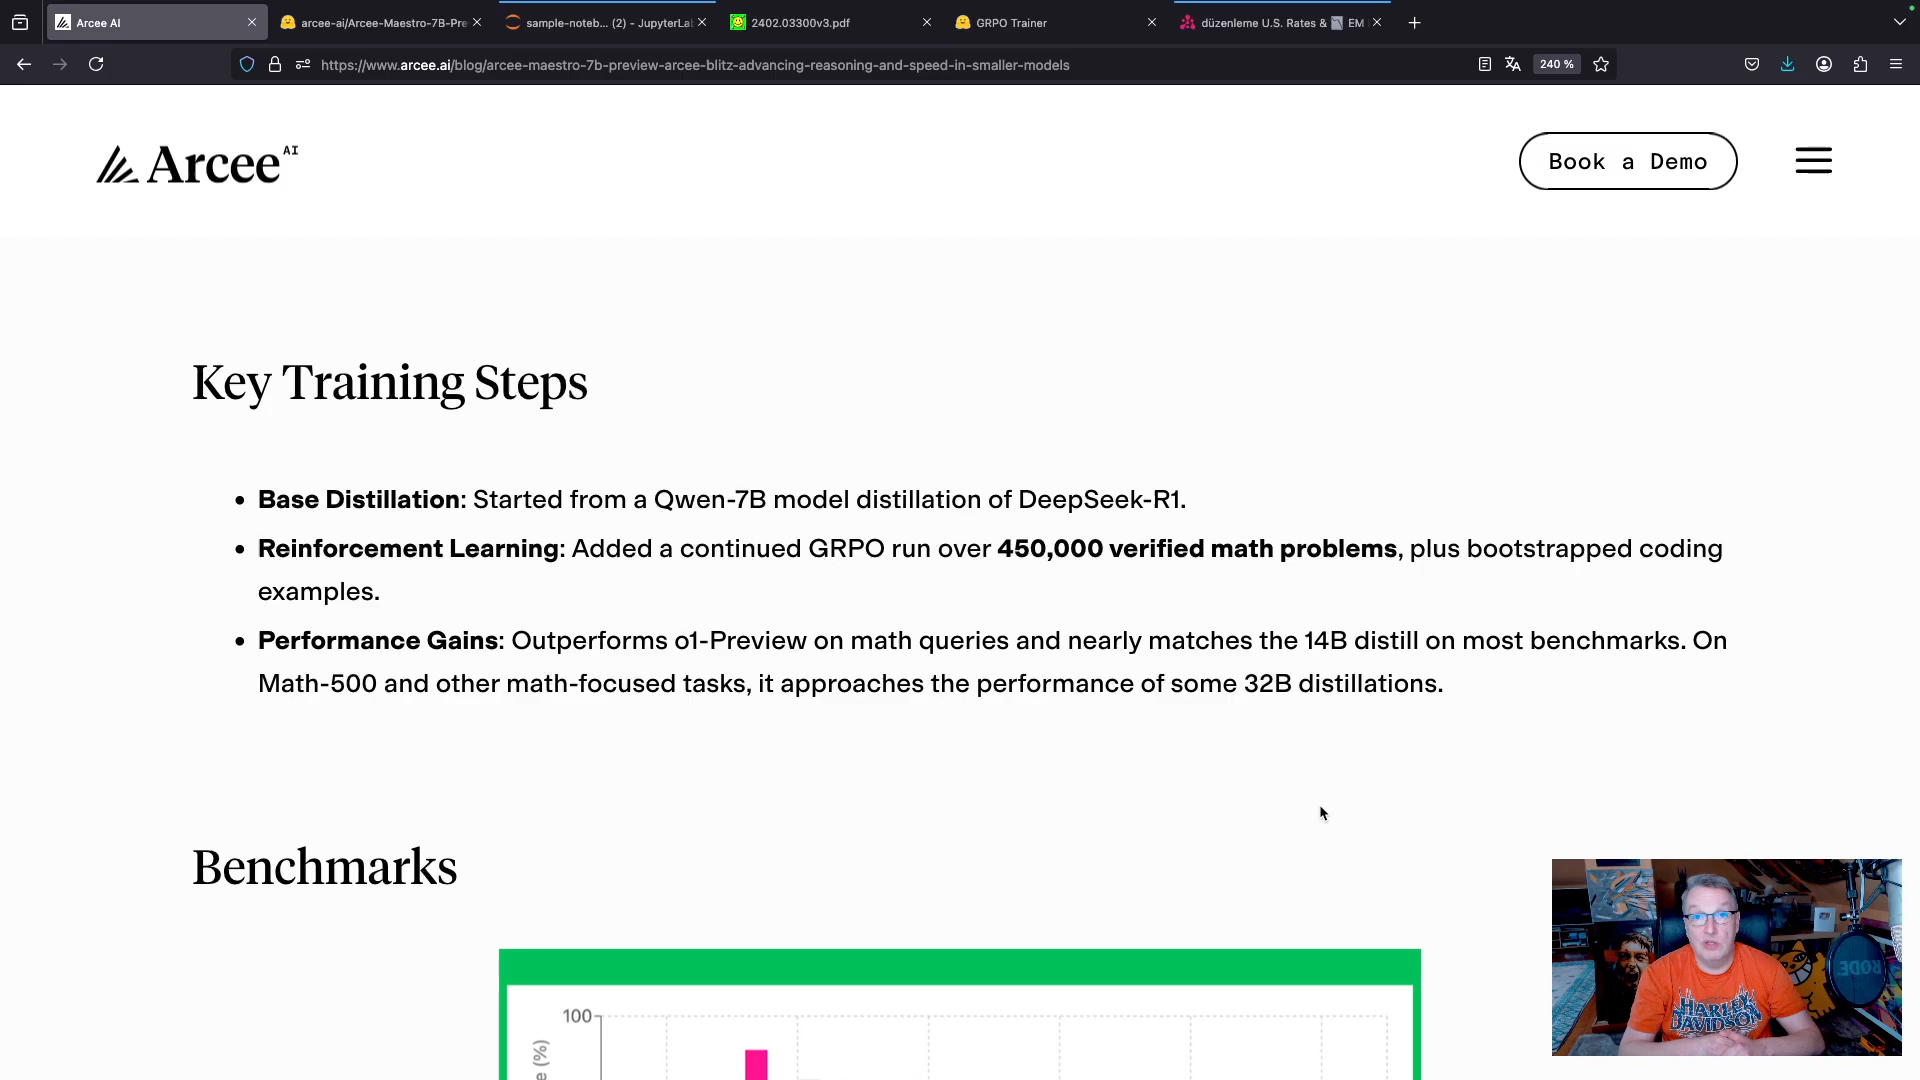 Arcee AI
arcee-ai/Arcee-Maestro-7B-Pre
sample-noteb... (2) - JupyterLa
2402.03300v3.pdf
GRPO Trainer
düzenleme U.S. Rates & EM
https://www.arcee.ai/blog/arcee-maestro-7b-preview-arcee-blitz-advancing-reasoning-and-speed-in-smaller-models
240 %
Arcee AI
Book a Demo
Key Training Steps
• Base Distillation: Started from a Qwen-7B model distillation of DeepSeek-R1.
• Reinforcement Learning: Added a continued GRPO run over 450,000 verified math problems, plus bootstrapped coding
examples.
• Performance Gains: Outperforms o1-Preview on math queries and nearly matches the 14B distill on most benchmarks. On
Math-500 and other math-focused tasks, it approaches the performance of some 32B distillations.
Benchmarks
100
e (%)
RØDE
HARLEY
DAVIDSON